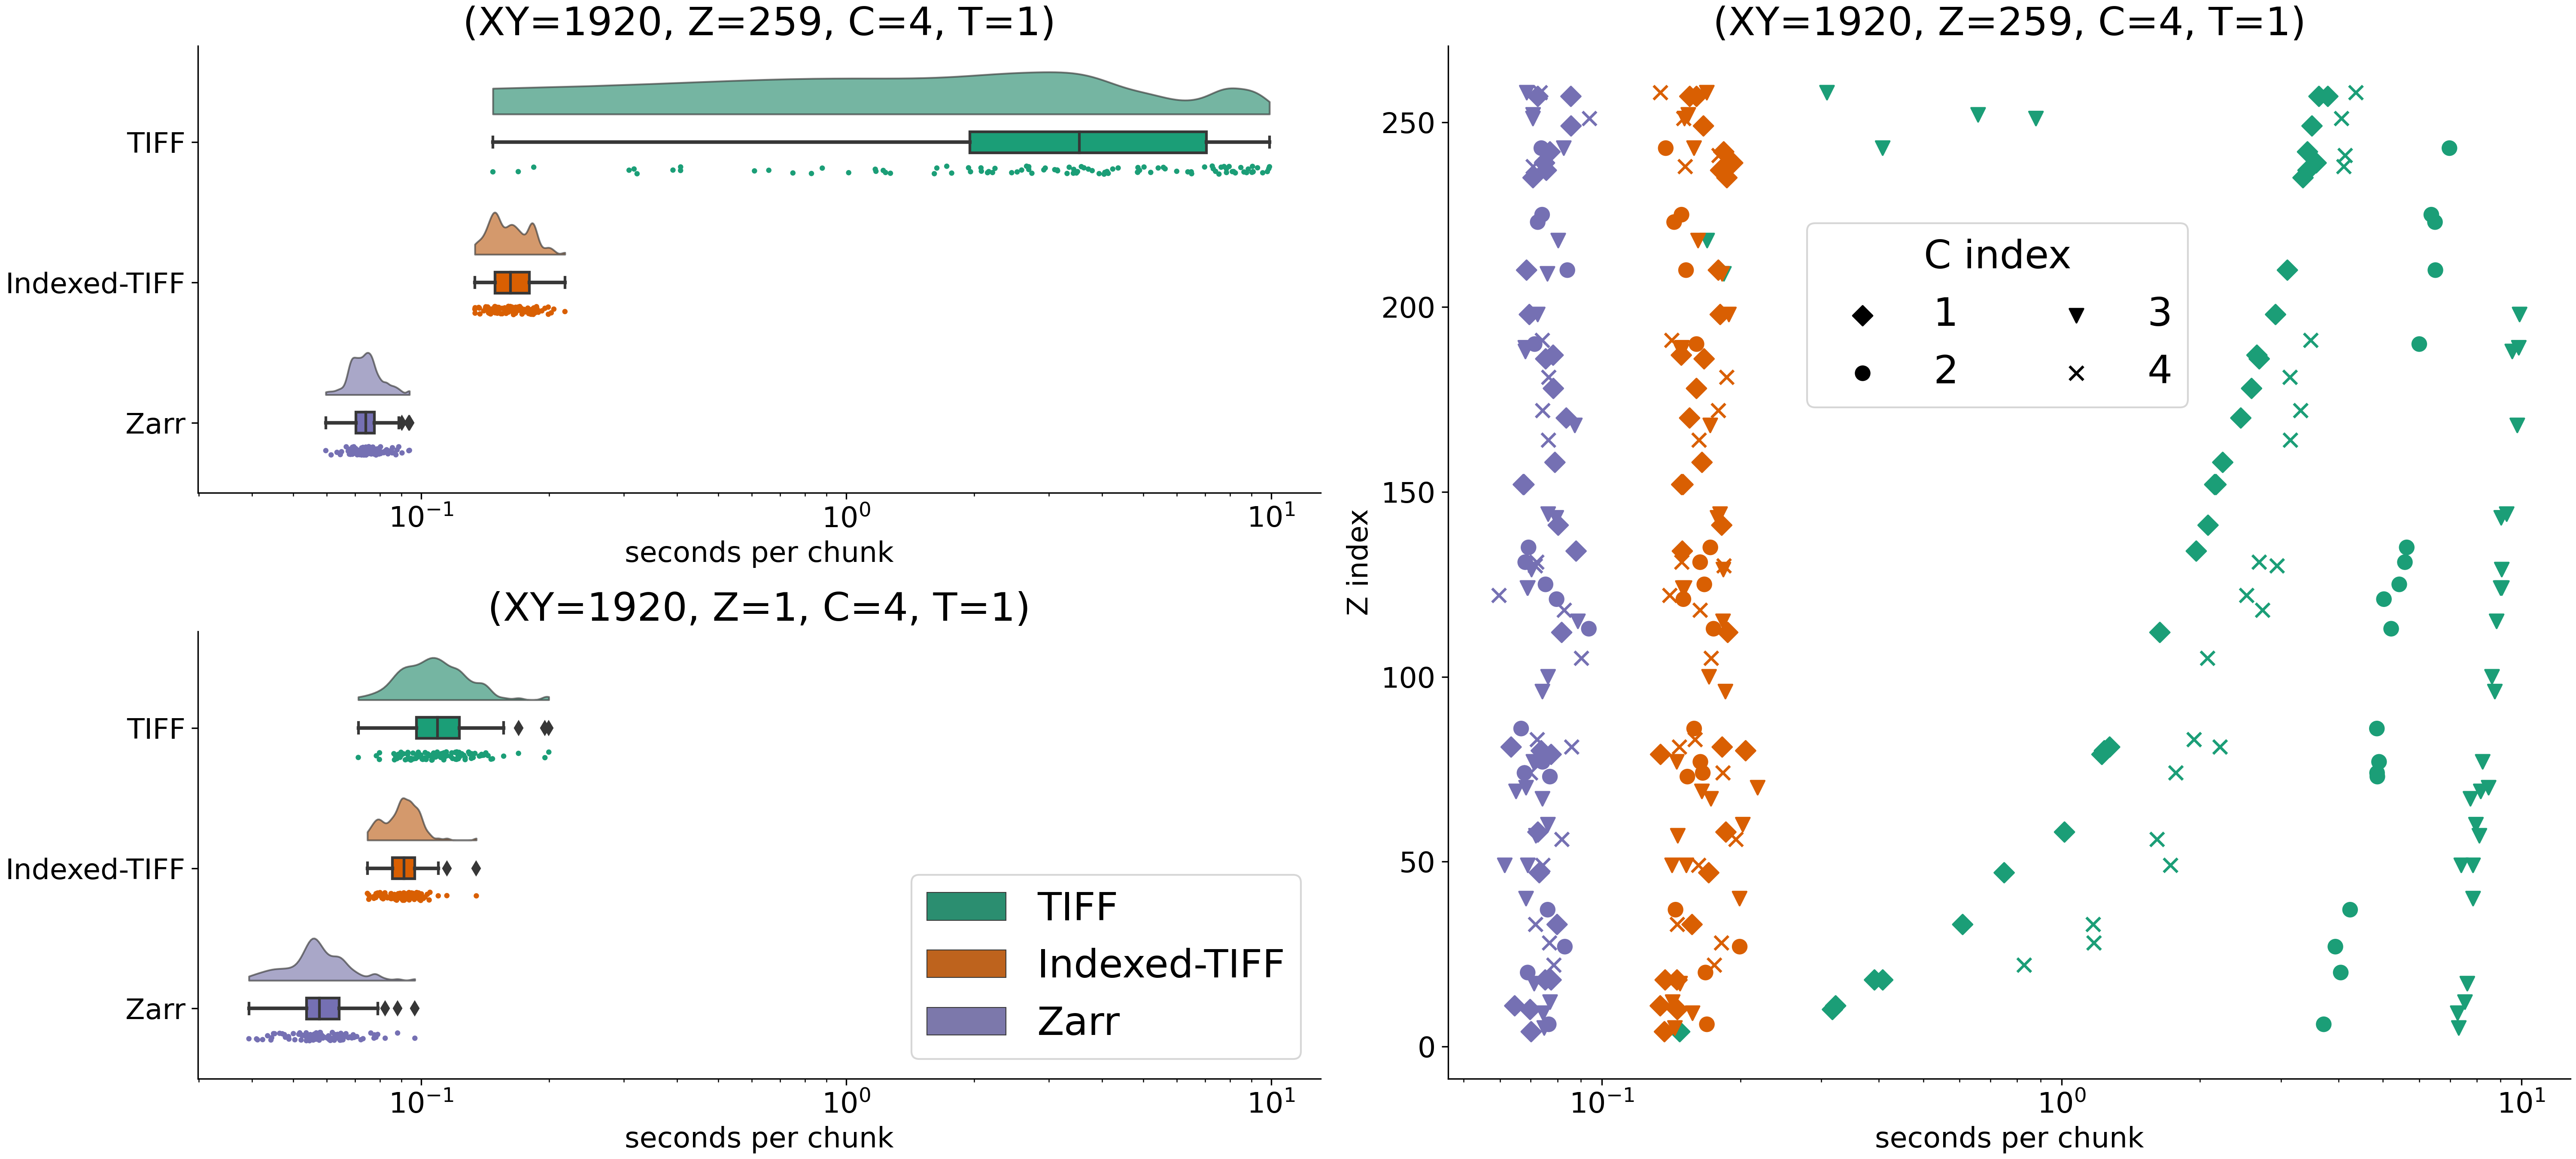 (XY=1920, Z=259, C=4, T=1)
TIFF
Indexed-TIFF
Zarr
10⁻¹ 10⁰ 10¹
seconds per chunk
(XY=1920, Z=1, C=4, T=1)
TIFF
Indexed-TIFF
Zarr
TIFF
Indexed-TIFF
Zarr
10⁻¹ 10⁰ 10¹
seconds per chunk
(XY=1920, Z=259, C=4, T=1)
Z index
250
200
150
100
50
0
C index
1 3
2 4
10⁻¹ 10⁰ 10¹
seconds per chunk